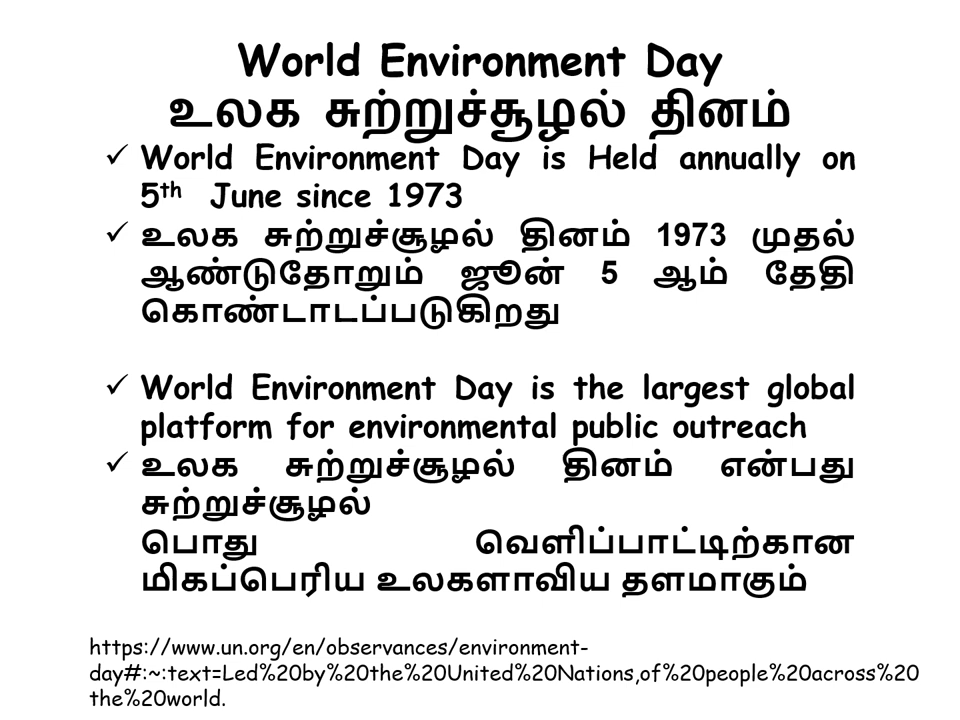 World Environment Day
உலக சுற்றுச்சூழல் தினம்
✓ World Environment Day is Held annually on
5th June since 1973
✓ உலக சுற்றுச்சூழல் தினம் 1973 முதல்
ஆண்டுதோறும் ஜூன் 5 ஆம் தேதி
கொண்டாடப்படுகிறது
✓ World Environment Day is the largest global
platform for environmental public outreach
✓ உலக சுற்றுச்சூழல் தினம் என்பது
சுற்றுச்சூழல்
பொது வெளிப்பாட்டிற்கான
மிகப்பெரிய உலகளாவிய தளமாகும்
https://www.un.org/en/observances/environment-
day#:~:text=Led%20by%20the%20United%20Nations,of%20people%20across%20
the%20world.